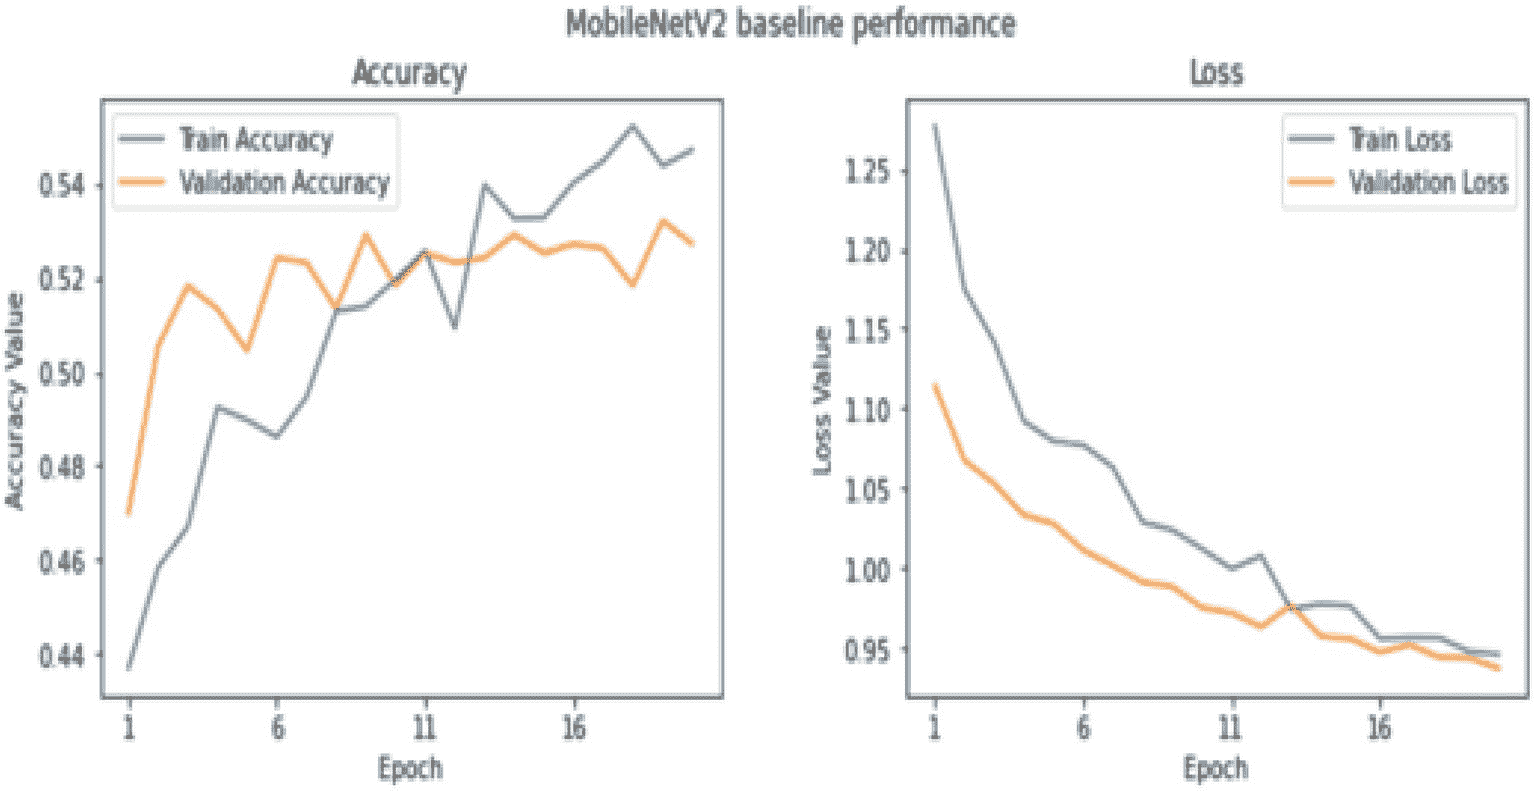 MobileNetV2 baseline performance
Accuracy
Train Accuracy
Validation Accuracy
Accuracy Value
0.54
0.52
0.50
0.48
0.46
0.44
1 6 11 16
Epoch
Loss
Train Loss
Validation Loss
Loss Value
1.25
1.20
1.15
1.10
1.05
1.00
0.95
1 6 11 16
Epoch